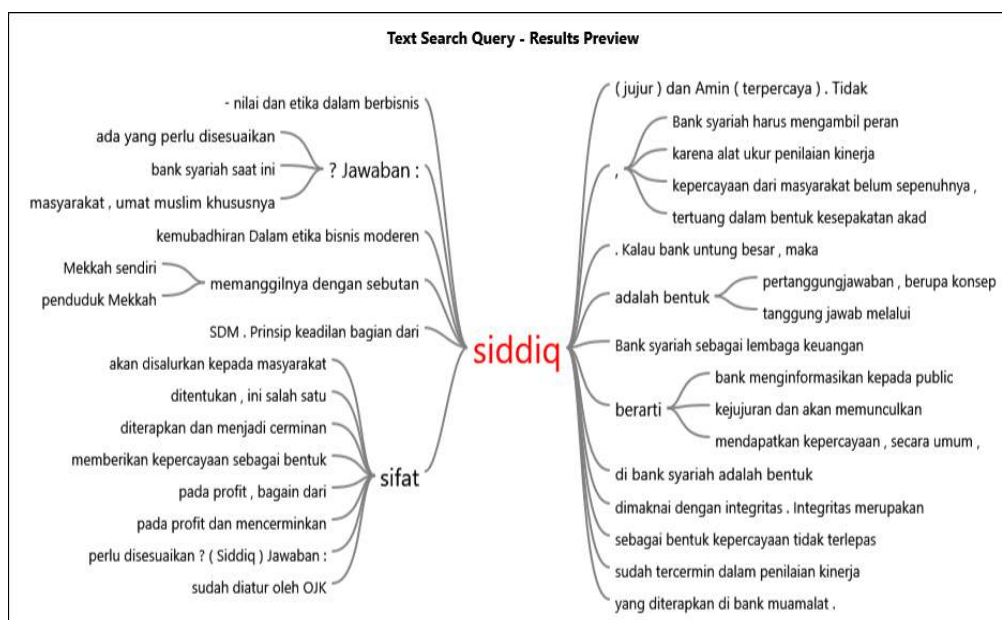 Text Search Query - Results Preview
- nilai dan etika dalam berbisnis
ada yang perlu disesuaikan
bank syariah saat ini
masyarakat , umat muslim khususnya
? Jawaban :
kemubadhiran Dalam etika bisnis moderen
Mekkah sendiri
penduduk Mekkah
memanggilnya dengan sebutan
SDM . Prinsip keadilan bagian dari
akan disalurkan kepada masyarakat
ditentukan , ini salah satu
diterapkan dan menjadi cerminan
memberikan kepercayaan sebagai bentuk
pada profit , bagain dari
pada profit dan mencerminkan
perlu disesuaikan ? ( Siddiq ) Jawaban :
sudah diatur oleh OJK
sifat
siddiq
( jujur ) dan Amin ( terpercaya ) . Tidak
,
Bank syariah harus mengambil peran
karena alat ukur penilaian kinerja
kepercayaan dari masyarakat belum sepenuhnya ,
tertuang dalam bentuk kesepakatan akad
. Kalau bank untung besar , maka
adalah bentuk
pertanggungjawaban , berupa konsep
tanggung jawab melalui
Bank syariah sebagai lembaga keuangan
berarti
bank menginformasikan kepada public
kejujuran dan akan memunculkan
mendapatkan kepercayaan , secara umum ,
di bank syariah adalah bentuk
dimaknai dengan integritas . Integritas merupakan
sebagai bentuk kepercayaan tidak terlepas
sudah tercermin dalam penilaian kinerja
yang diterapkan di bank muamalat .